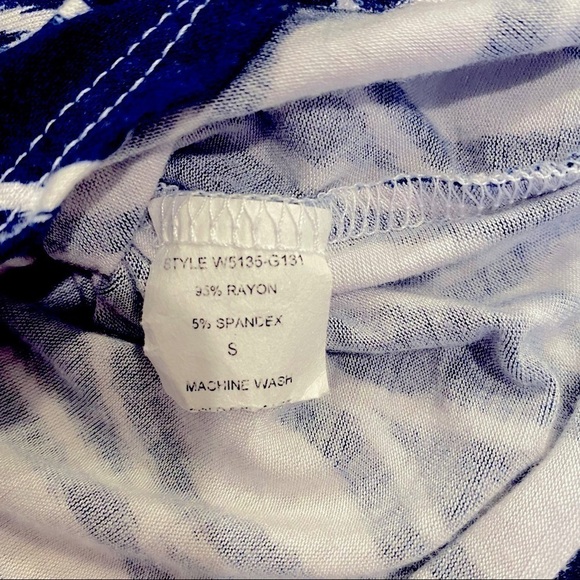 STYLE W5135-G131
95% RAYON
5% SPANDEX
S
MACHINE WASH